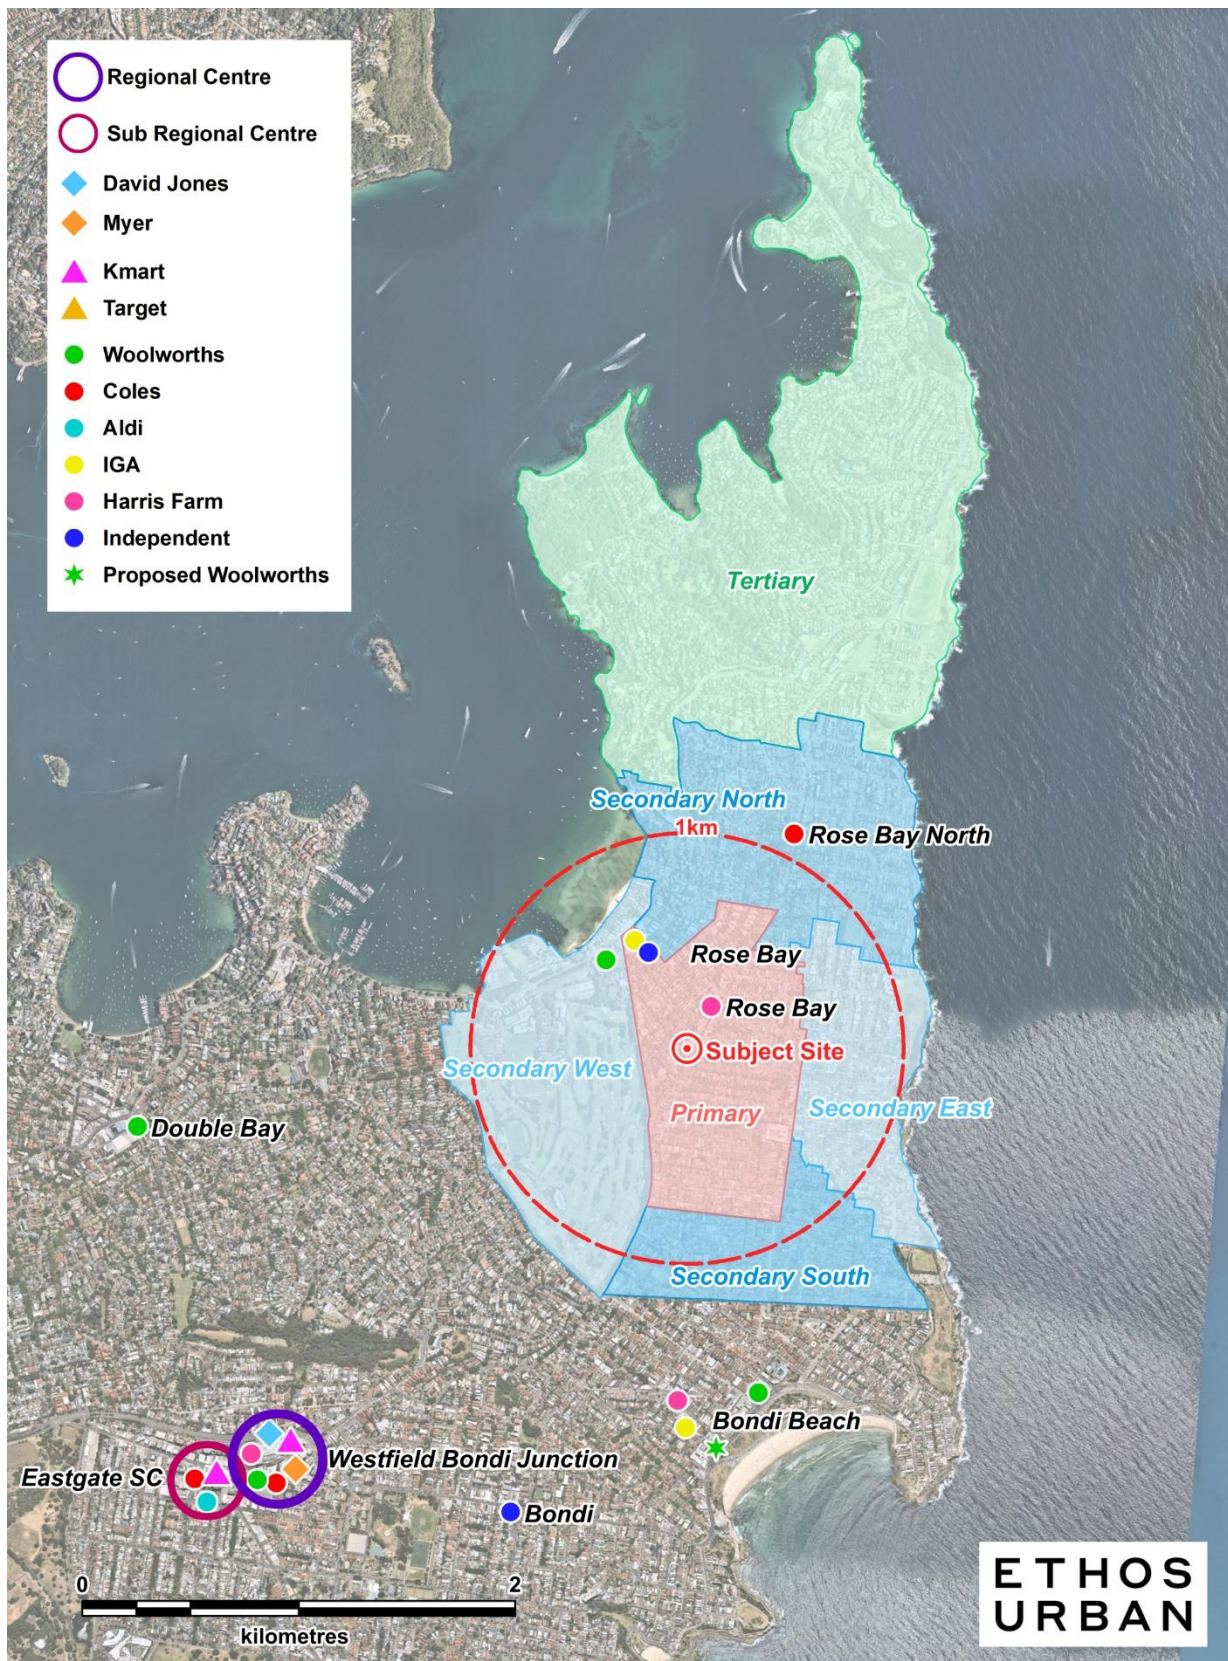 Regional Centre
Sub Regional Centre
David Jones
Myer
Kmart
Target
Woolworths
Coles
Aldi
IGA
Harris Farm
Independent
Proposed Woolworths
Tertiary
Secondary North
1km
Rose Bay North
Rose Bay
Rose Bay
Subject Site
Secondary West
Primary
Secondary East
Double Bay
Secondary South
Bondi Beach
Westfield Bondi Junction
Eastgate SC
Bondi
0 2
kilometres
ETHOS
URBAN